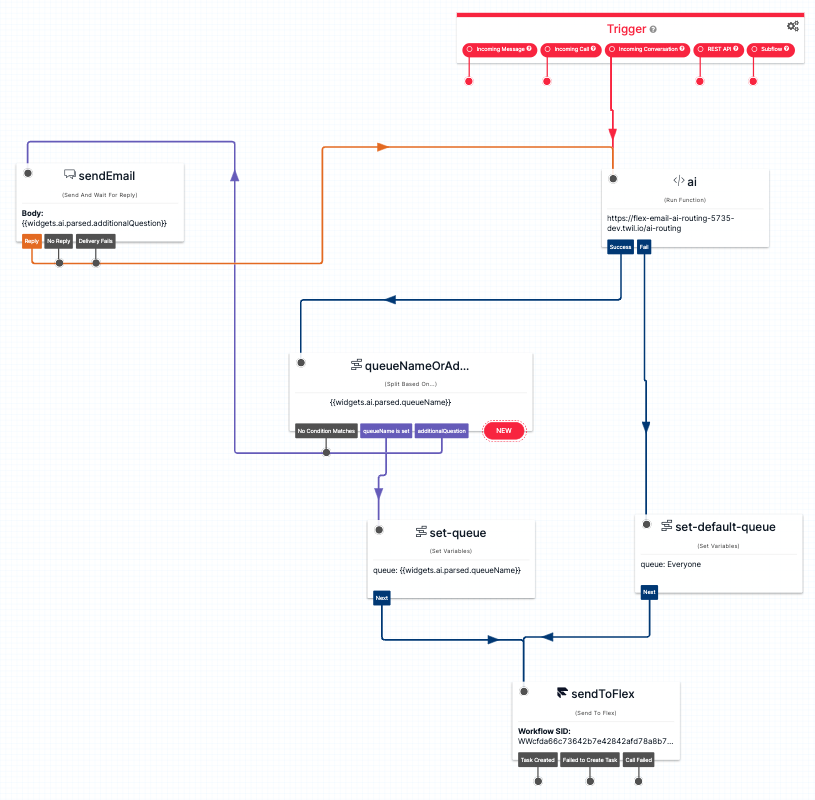 Trigger
Incoming Message
Incoming Call
Incoming Conversation
REST API
Subflow
sendEmail
(Send And Wait For Reply)
Body:
{{widgets.ai.parsed.additionalQuestion}}
Reply
No Reply
Delivery Fails
</> ai
(Run Function)
https://flex-email-ai-routing-5735-
dev.twil.io/ai-routing
Success
Fail
queueNameOrAd...
(Split Based On...)
{{widgets.ai.parsed.queueName}}
No Condition Matches
queueName is set
additionalQuestion
NEW
set-queue
(Set Variables)
queue: {{widgets.ai.parsed.queueName}}
Next
set-default-queue
(Set Variables)
queue: Everyone
Next
sendToFlex
(Send To Flex)
Workflow SID:
WWcfda66c73642b7e42842afd78a8b7...
Task Created
Failed to Create Task
Call Failed